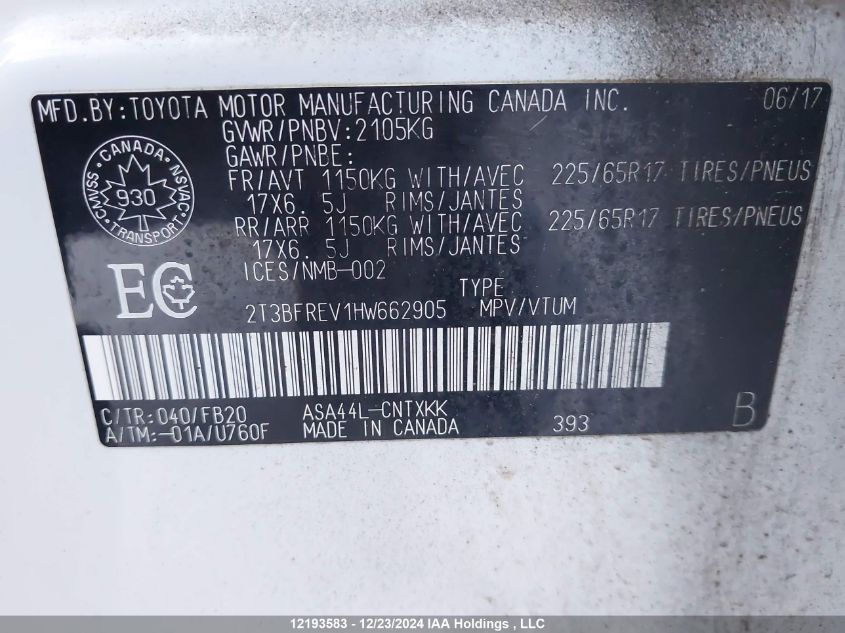 MFD.BY:TOYOTA MOTOR MANUFACTURING CANADA INC. 06/17
GVWR/PNBV:2105KG
GAWR/PNBE:
FR/AVT 1150KG WITH/AVEC 225/65R17 TIRES/PNEUS
17X6. 5J RIMS/JANTES
RR/ARR 1150KG WITH/AVEC 225/65R17 TIRES/PNEUS
17X6. 5J RIMS/JANTES
ICES/NMB-002
CANADA
CMVSS NSVAC
930
TRANSPORT
EC
TYPE
2T3BFREV1HW662905 MPV/VTUM
C/TR:040/FB20 ASA44L-CNTXKK
A/TM:-01A/U760F MADE IN CANADA 393 B
12193583 - 12/23/2024 IAA Holdings , LLC